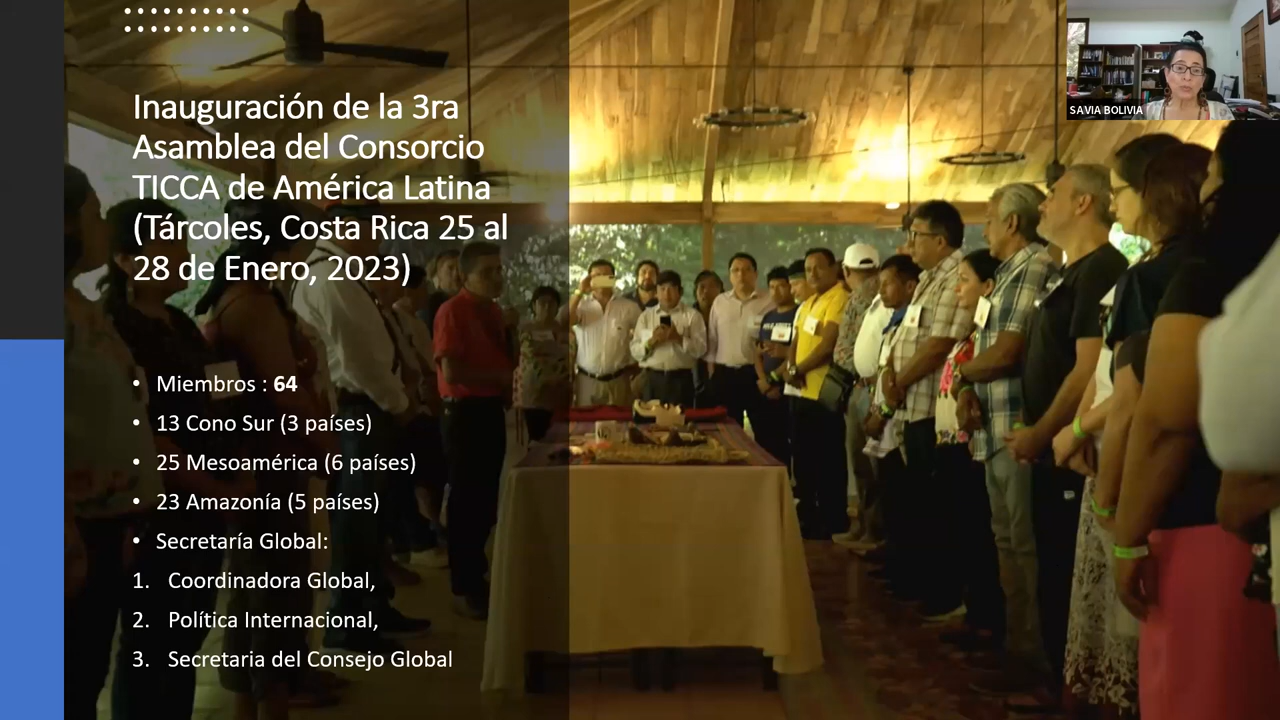 Inauguración de la 3ra
Asamblea del Consorcio
TICCA de América Latina
(Tárcoles, Costa Rica 25 al
28 de Enero, 2023)
• Miembros : 64
• 13 Cono Sur (3 países)
• 25 Mesoamérica (6 países)
• 23 Amazonía (5 países)
• Secretaría Global:
1. Coordinadora Global,
2. Política Internacional,
3. Secretaria del Consejo Global
SAVIA BOLIVIA